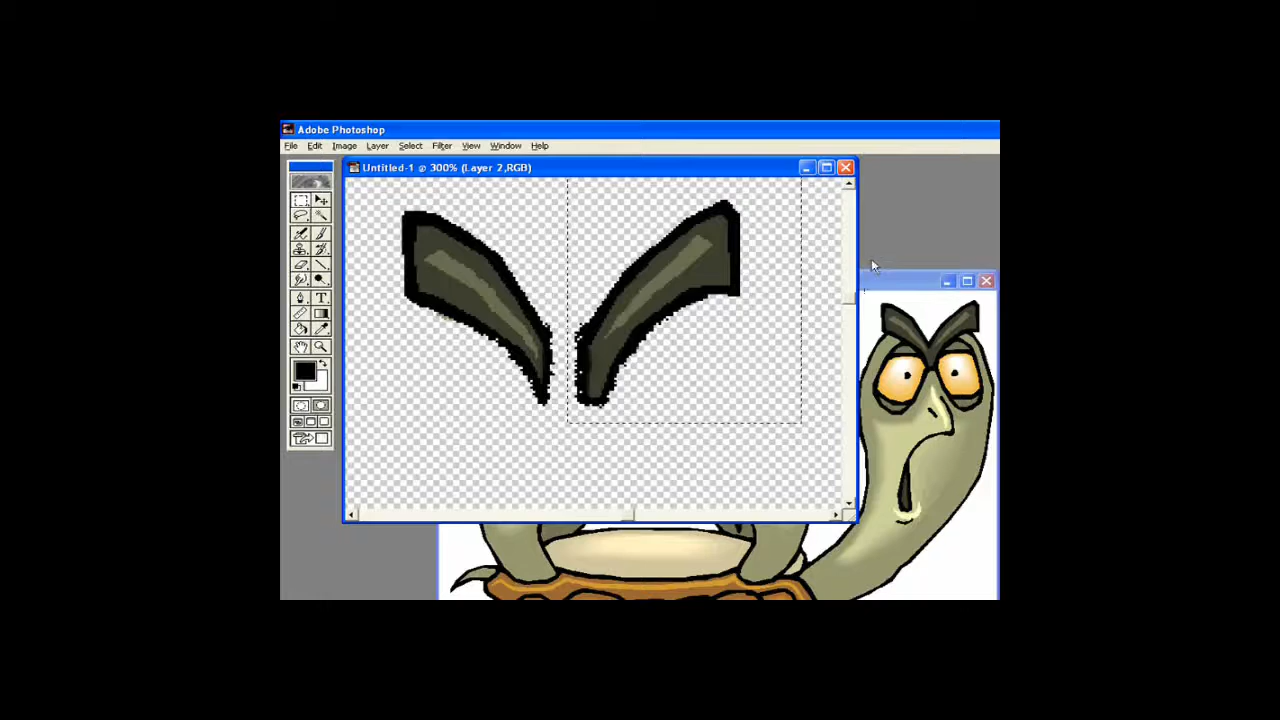 Adobe Photoshop
File Edit Image Layer Select Filter View Window Help
Untitled-1 @ 300% (Layer 2,RGB)
T